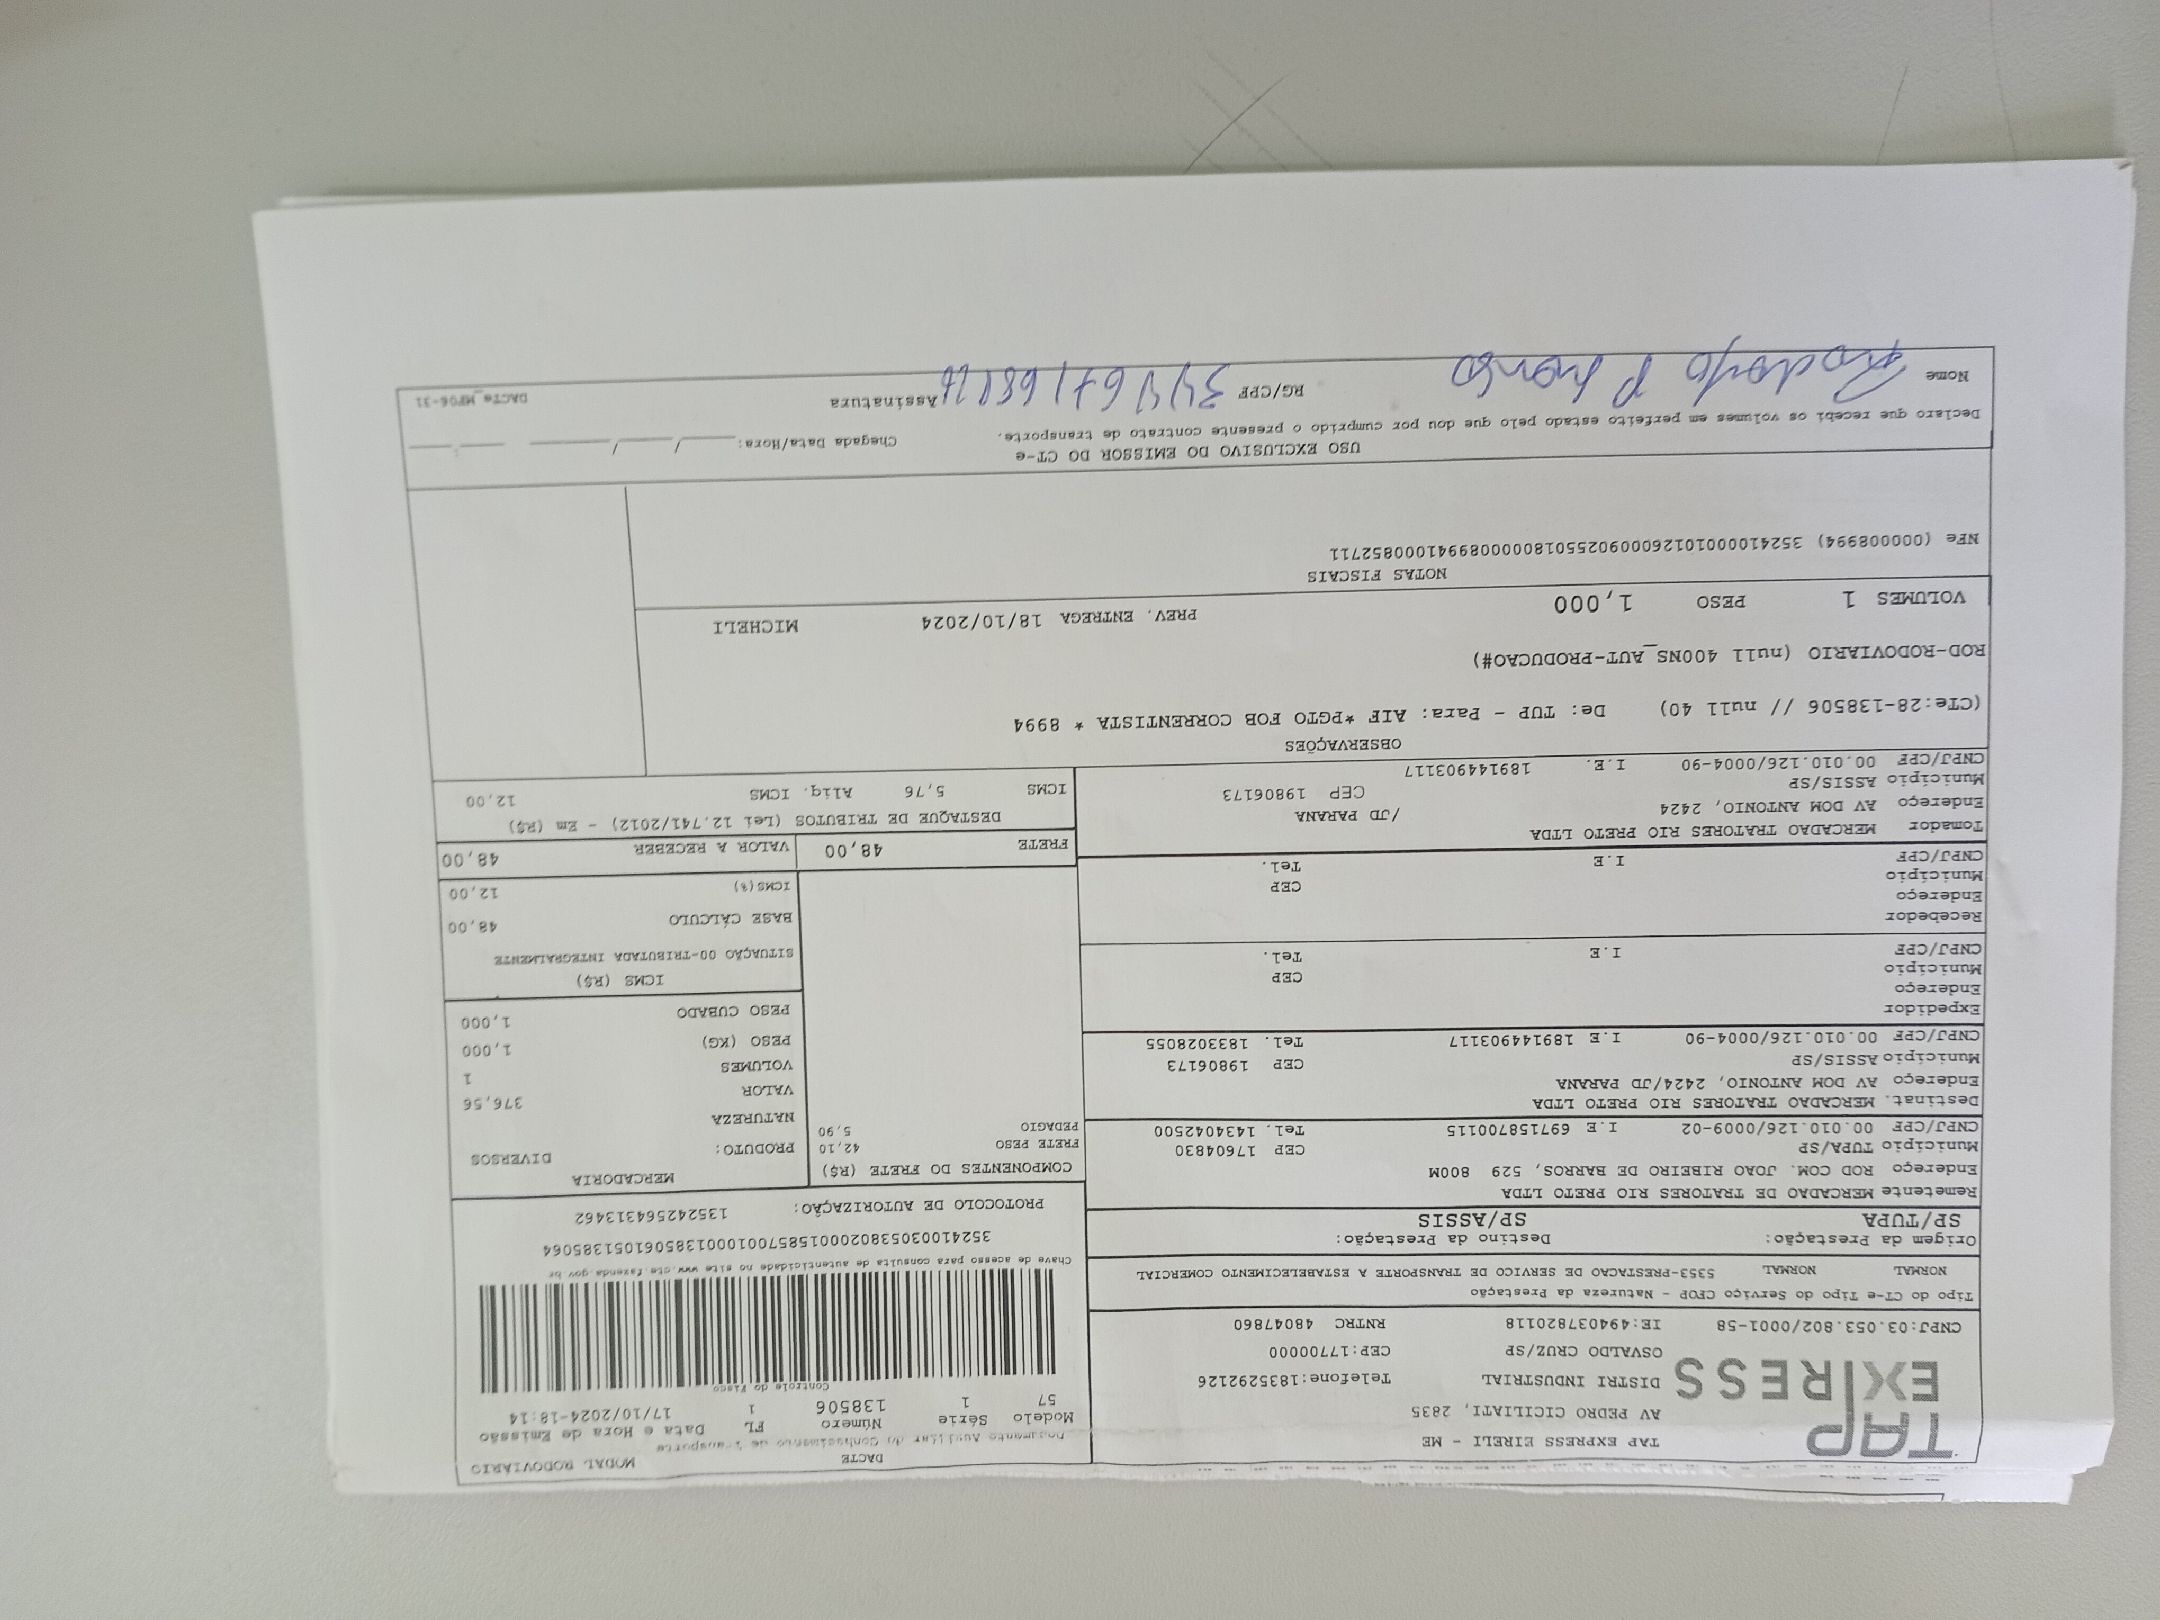 TAP
EXPRESS
TAP EXPRESS EIRELI - ME
AV PEDRO CICILIATI, 2835
DISTRI INDUSTRIAL Telefone:1835292126
OSVALDO CRUZ/SP CEP:17700000
CNPJ:03.053.802/0001-58 IE:494037820118 RNTRC 48047860
DACTE MODAL RODOVIÁRIO
Documento Auxiliar do Conhecimento de Transporte
Modelo Série Número FL Data e Hora de Emissão
57 1 138506 1 17/10/2024-18:14
Controle do Fisco
Chave de acesso para consulta de autenticidade no site www.cte.fazenda.gov.br
35241003053802000158570010001385061051385064
PROTOCOLO DE AUTORIZAÇÃO: 135242564313462
Tipo do CT-e Tipo do Serviço CFOP - Natureza da Prestação
NORMAL NORMAL 5353-PRESTACAO DE SERVICO DE TRANSPORTE A ESTABELECIMENTO COMERCIAL
Origem da Prestação: Destino da Prestação:
SP/TUPA SP/ASSIS
Remetente MERCADAO DE TRATORES RIO PRETO LTDA
Endereço ROD COM. JOAO RIBEIRO DE BARROS, 529 800M
Município TUPA/SP CEP 17604830
CNPJ/CPF 00.010.126/0009-02 I.E 697158700115 Tel. 1434042500
Destinat. MERCADAO TRATORES RIO PRETO LTDA
Endereço AV DOM ANTONIO, 2424/JD PARANA
Município ASSIS/SP CEP 19806173
CNPJ/CPF 00.010.126/0004-90 I.E 189144903117 Tel. 1833028055
Expedidor
Endereço
Município CEP
CNPJ/CPF I.E Tel.
Recebedor
Endereço
Município CEP
CNPJ/CPF I.E Tel.
Tomador MERCADAO TRATORES RIO PRETO LTDA
Endereço AV DOM ANTONIO, 2424 /JD PARANA
Município ASSIS/SP CEP 19806173
CNPJ/CPF 00.010.126/0004-90 I.E. 189144903117
COMPONENTES DO FRETE (R$)
FRETE PESO 42,10
PEDAGIO 5,90
MERCADORIA
PRODUTO: DIVERSOS
NATUREZA
VALOR 376,56
VOLUMES 1
PESO (KG) 1,000
PESO CUBADO 1,000
ICMS (R$)
SITUAÇÃO 00-TRIBUTADA INTEGRALMENTE
BASE CÁLCULO 48,00
ICMS(%) 12,00
FRETE 48,00 VALOR A RECEBER 48,00
DESTAQUE DE TRIBUTOS (Lei 12.741/2012) - Em (R$)
ICMS 5,76 Aliq. ICMS 12,00
OBSERVAÇÕES
(CTe:28-138506 // null 40) De: TUP - Para: AIF *PGTO FOB CORRENTISTA * 8994
ROD-RODOVIARIO (null 400NS_AUT-PRODUCAO#)
VOLUMES 1 PESO 1,000 PREV. ENTREGA 18/10/2024 MICHELI
NOTAS FISCAIS
NFe (000008994) 35241000010126000902550180000089941000852711
USO EXCLUSIVO DO EMISSOR DO CT-e
Declaro que recebi os volumes em perfeito estado pelo que dou por cumprido o presente contrato de transporte. Chegada Data/Hora: ____/____/____ ___:___
Nome Rodolfo P RG/CPF Assinatura DACTe_MP06-31